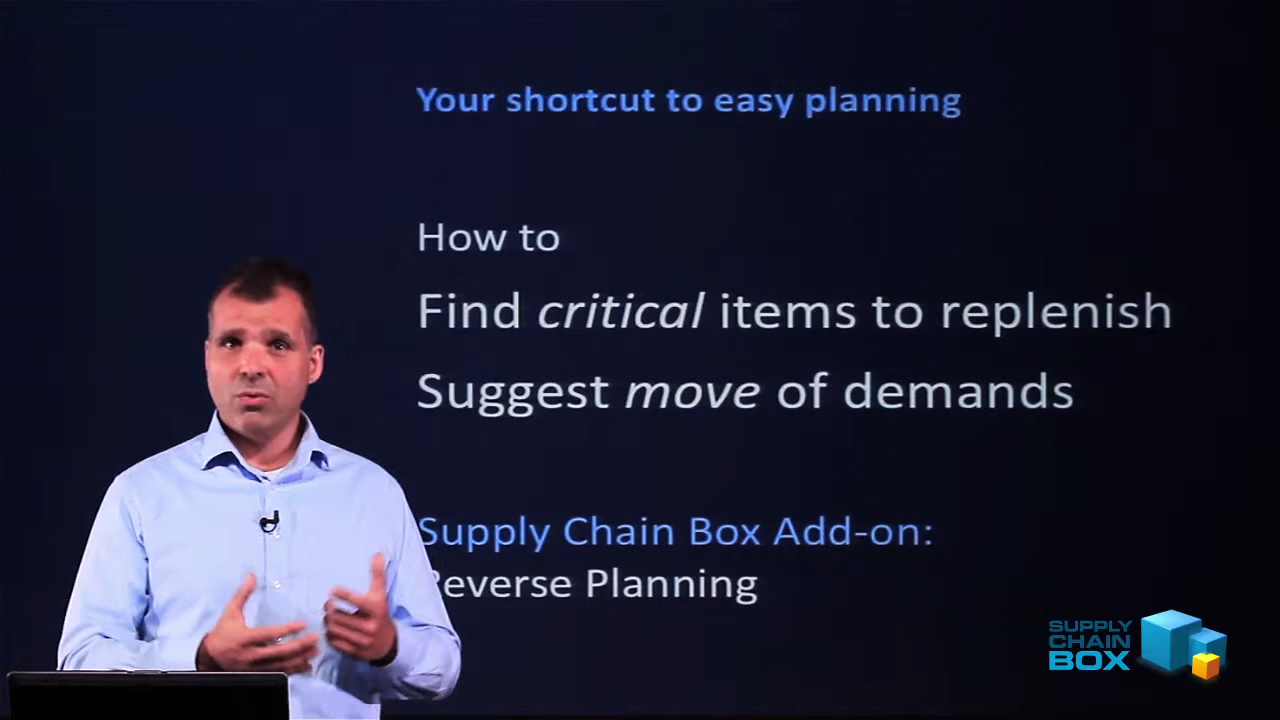 Your shortcut to easy planning
How to
Find critical items to replenish
Suggest move of demands
Supply Chain Box Add-on:
Reverse Planning
SUPPLY
CHAIN
BOX